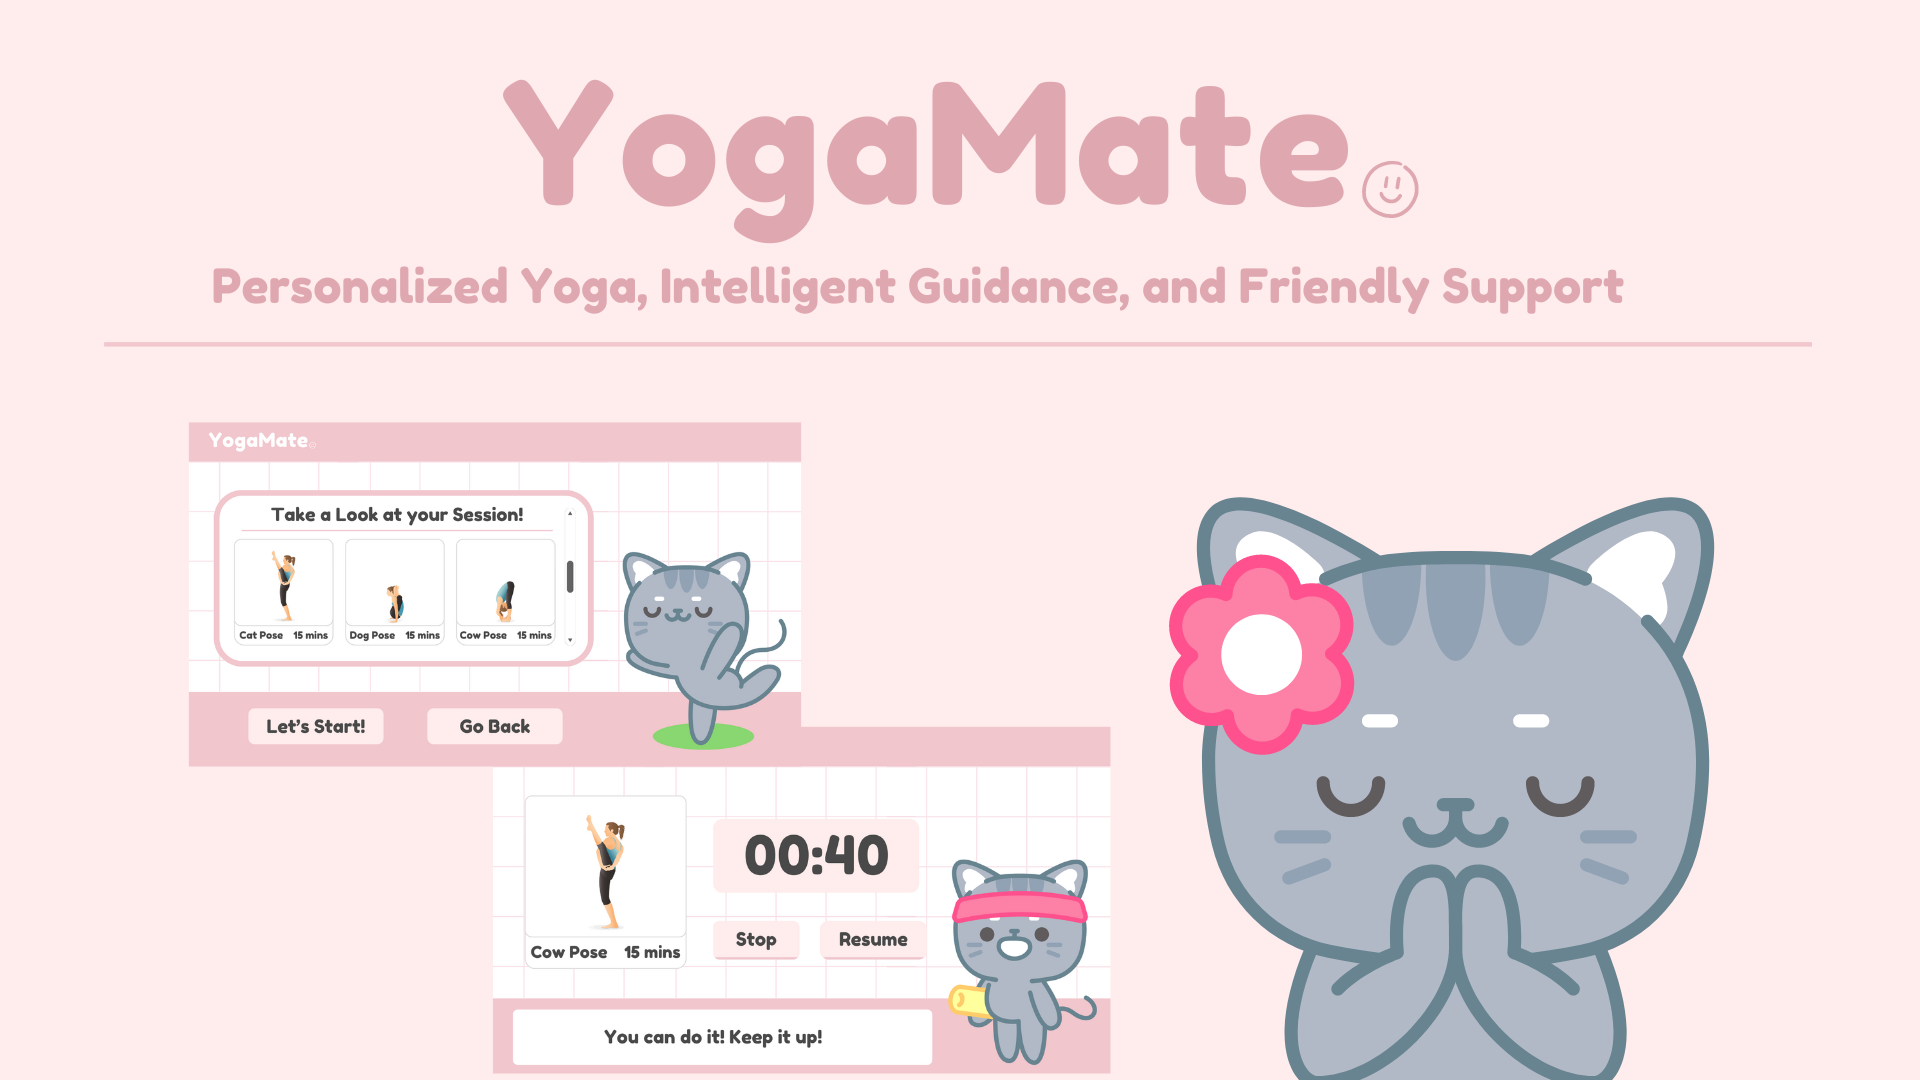 YogaMate
Personalized Yoga, Intelligent Guidance, and Friendly Support
YogaMate
Take a Look at your Session!
Cat Pose 15 mins
Dog Pose 15 mins
Cow Pose 15 mins
Let's Start!
Go Back
00:40
Stop
Resume
Cow Pose 15 mins
You can do it! Keep it up!